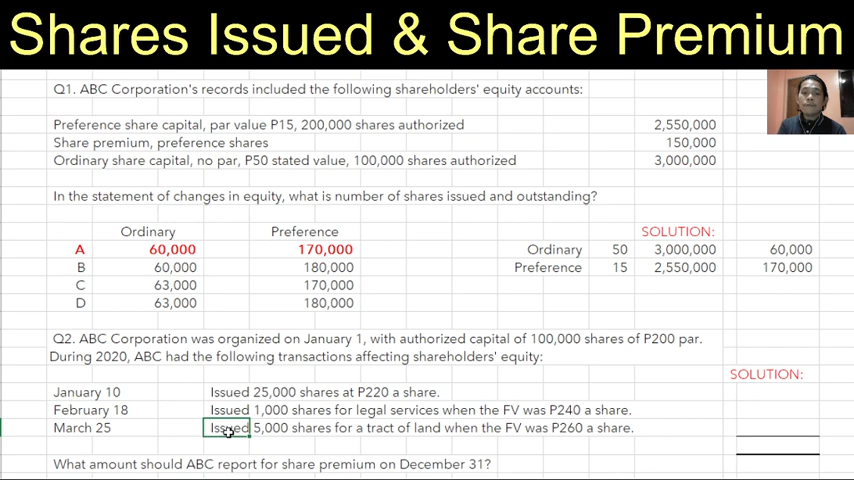 Shares Issued & Share Premium
Q1. ABC Corporation's records included the following shareholders' equity accounts:
Preference share capital, par value P15, 200,000 shares authorized 2,550,000
Share premium, preference shares 150,000
Ordinary share capital, no par, P50 stated value, 100,000 shares authorized 3,000,000
In the statement of changes in equity, what is number of shares issued and outstanding?
Ordinary Preference SOLUTION:
A 60,000 170,000 Ordinary 50 3,000,000 60,000
B 60,000 180,000 Preference 15 2,550,000 170,000
C 63,000 170,000
D 63,000 180,000
Q2. ABC Corporation was organized on January 1, with authorized capital of 100,000 shares of P200 par.
During 2020, ABC had the following transactions affecting shareholders' equity:
SOLUTION:
January 10 Issued 25,000 shares at P220 a share.
February 18 Issued 1,000 shares for legal services when the FV was P240 a share.
March 25 Issued 5,000 shares for a tract of land when the FV was P260 a share.
What amount should ABC report for share premium on December 31?